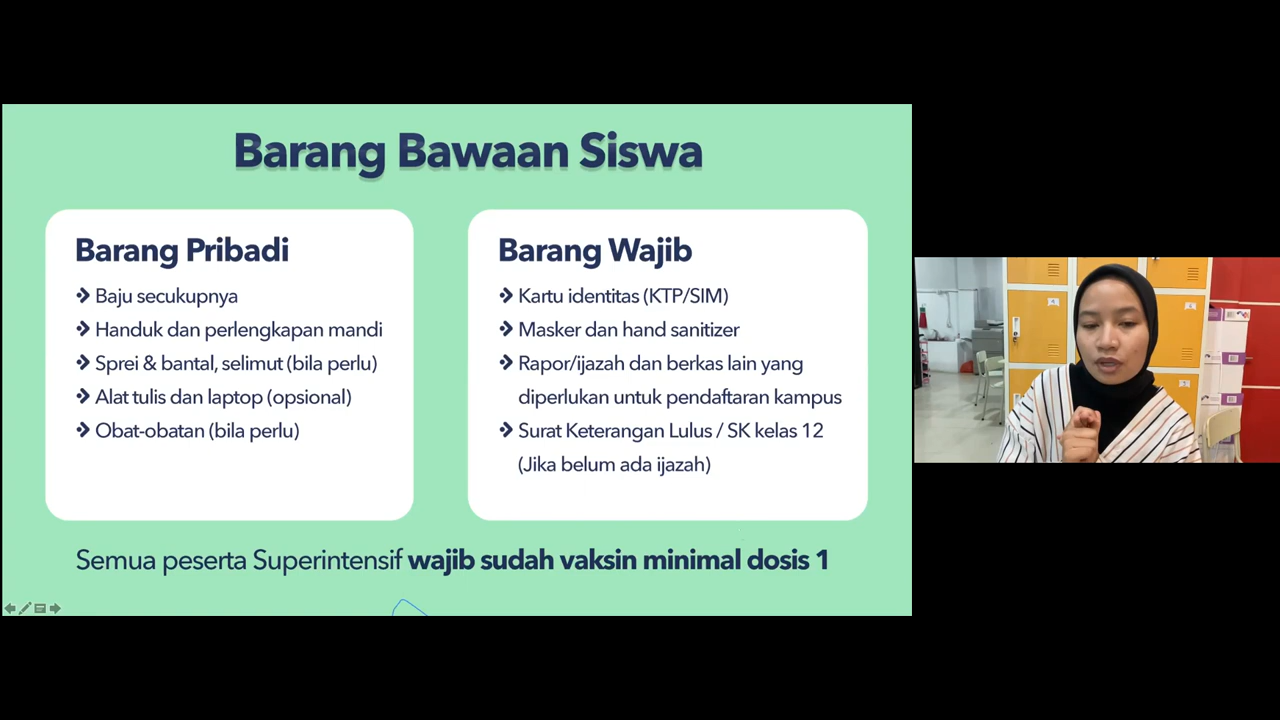 Barang Bawaan Siswa
Barang Pribadi
Baju secukupnya
Handuk dan perlengkapan mandi
Sprei & bantal, selimut (bila perlu)
Alat tulis dan laptop (opsional)
Obat-obatan (bila perlu)
Barang Wajib
Kartu identitas (KTP/SIM)
Masker dan hand sanitizer
Rapor/ijazah dan berkas lain yang
diperlukan untuk pendaftaran kampus
Surat Keterangan Lulus / SK kelas 12
(Jika belum ada ijazah)
Semua peserta Superintensif wajib sudah vaksin minimal dosis 1